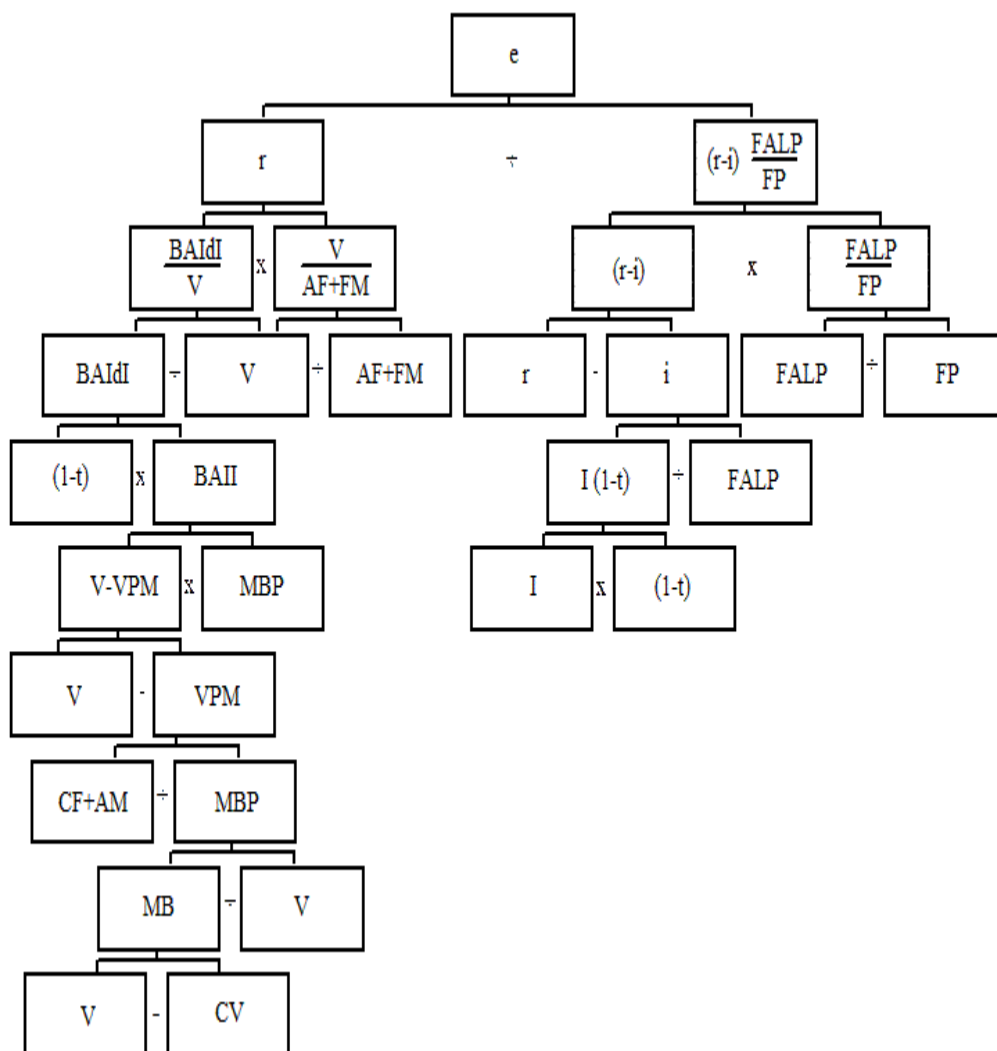 e
r ÷ (r-i) FALP
FP
BAIdI
V
x
V
AF+FM
(r-i) x FALP
FP
BAIdI ÷ V ÷ AF+FM r - i FALP ÷ FP
(1-t) x BAII I (1-t) ÷ FALP
V-VPM x MBP I x (1-t)
V - VPM
CF+AM ÷ MBP
MB ÷ V
V - CV